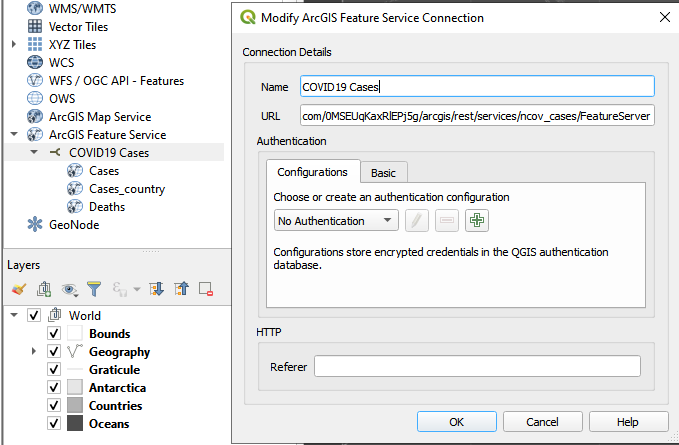 WMS/WMTS
Vector Tiles
XYZ Tiles
WCS
WFS / OGC API - Features
OWS
ArcGIS Map Service
ArcGIS Feature Service
COVID19 Cases
Cases
Cases_country
Deaths
GeoNode
Layers
World
Bounds
Geography
Graticule
Antarctica
Countries
Oceans
Modify ArcGIS Feature Service Connection
Connection Details
Name COVID19 Cases
URL com/0MSEUqKaxRlEPj5g/arcgis/rest/services/ncov_cases/FeatureServer
Authentication
Configurations Basic
Choose or create an authentication configuration
No Authentication
Configurations store encrypted credentials in the QGIS authentication
database.
HTTP
Referer
OK Cancel Help